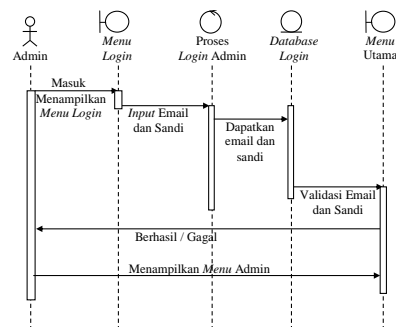 Admin
Menu
Login
Proses
Login Admin
Database
Login
Menu
Utama
Masuk
Menampilkan
Menu Login
Input Email
dan Sandi
Dapatkan
email dan
sandi
Validasi Email
dan Sandi
Berhasil / Gagal
Menampilkan Menu Admin